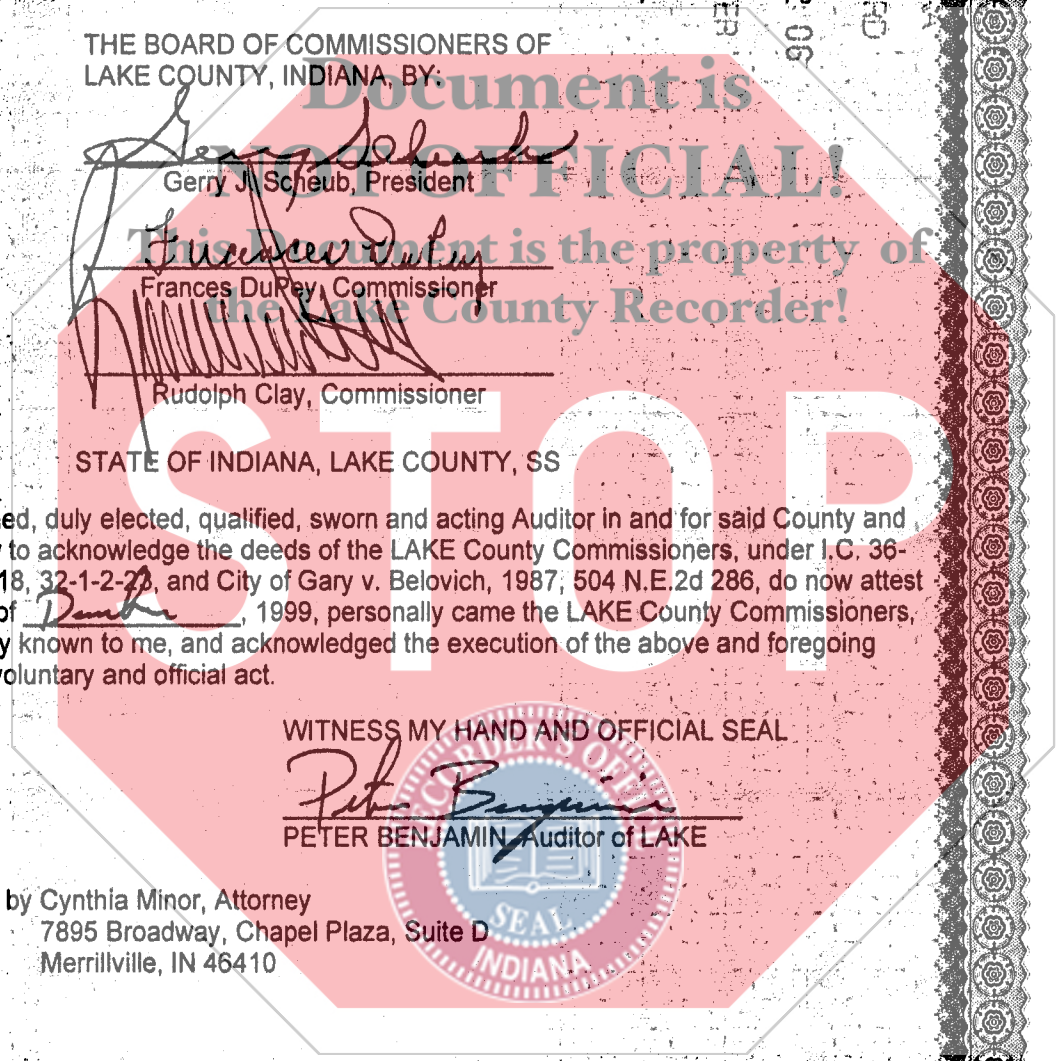 THE BOARD OF COMMISSIONERS OF
LAKE COUNTY, INDIANA, BY:
Document is
NOT OFFICIAL!
Gerry J. Scheub, President
This Document is the property of
Frances DuPey, Commissioner
the Lake County Recorder!
Rudolph Clay, Commissioner
STOP
STATE OF INDIANA, LAKE COUNTY, SS
ed, duly elected, qualified, sworn and acting Auditor in and for said County and
to acknowledge the deeds of the LAKE County Commissioners, under I.C. 36-
18, 32-1-2-23, and City of Gary v. Belovich, 1987, 504 N.E.2d 286, do now attest
of , 1999, personally came the LAKE County Commissioners,
y known to me, and acknowledged the execution of the above and foregoing
oluntary and official act.
WITNESS MY HAND AND OFFICIAL SEAL
Peter Benjamin
PETER BENJAMIN, Auditor of LAKE
RECORDER'S OFFICE
SEAL
INDIANA
by Cynthia Minor, Attorney
7895 Broadway, Chapel Plaza, Suite D
Merrillville, IN 46410